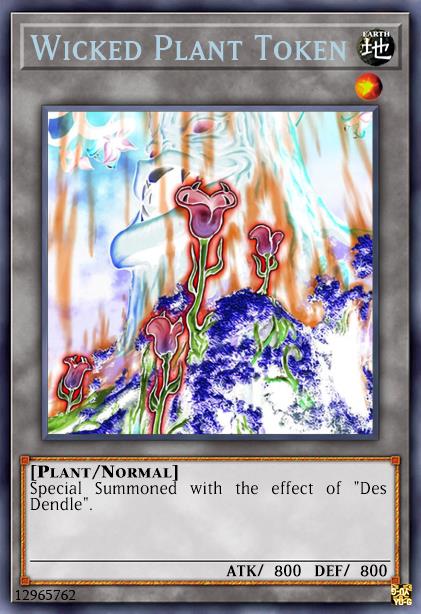 WICKED PLANT TOKEN
EARTH
地
[PLANT/NORMAL]
Special Summoned with the effect of "Des
Dendle".
ATK/ 800 DEF/ 800
12965762